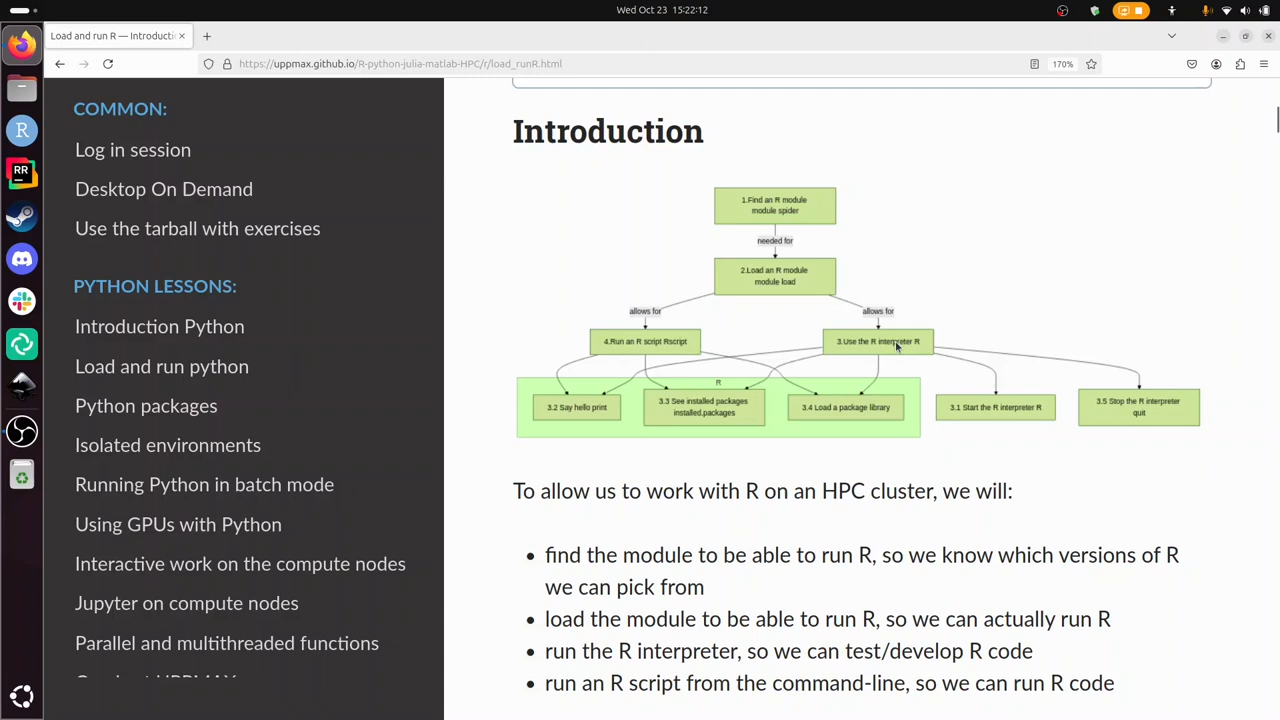 Wed Oct 23 15:22:12
Load and run R — Introducti
https://uppmax.github.io/R-python-julia-matlab-HPC/r/load_runR.html
170%
COMMON:
Log in session
Desktop On Demand
Use the tarball with exercises
PYTHON LESSONS:
Introduction Python
Load and run python
Python packages
Isolated environments
Running Python in batch mode
Using GPUs with Python
Interactive work on the compute nodes
Jupyter on compute nodes
Parallel and multithreaded functions
Introduction
1.Find an R module
module spider
needed for
2.Load an R module
module load
allows for
allows for
4.Run an R script Rscript
3.Use the R interpreter R
R
3.2 Say hello print
3.3 See installed packages
installed.packages
3.4 Load a package library
3.1 Start the R interpreter R
3.5 Stop the R interpreter
quit
To allow us to work with R on an HPC cluster, we will:
• find the module to be able to run R, so we know which versions of R
we can pick from
• load the module to be able to run R, so we can actually run R
• run the R interpreter, so we can test/develop R code
• run an R script from the command-line, so we can run R code
R
RR